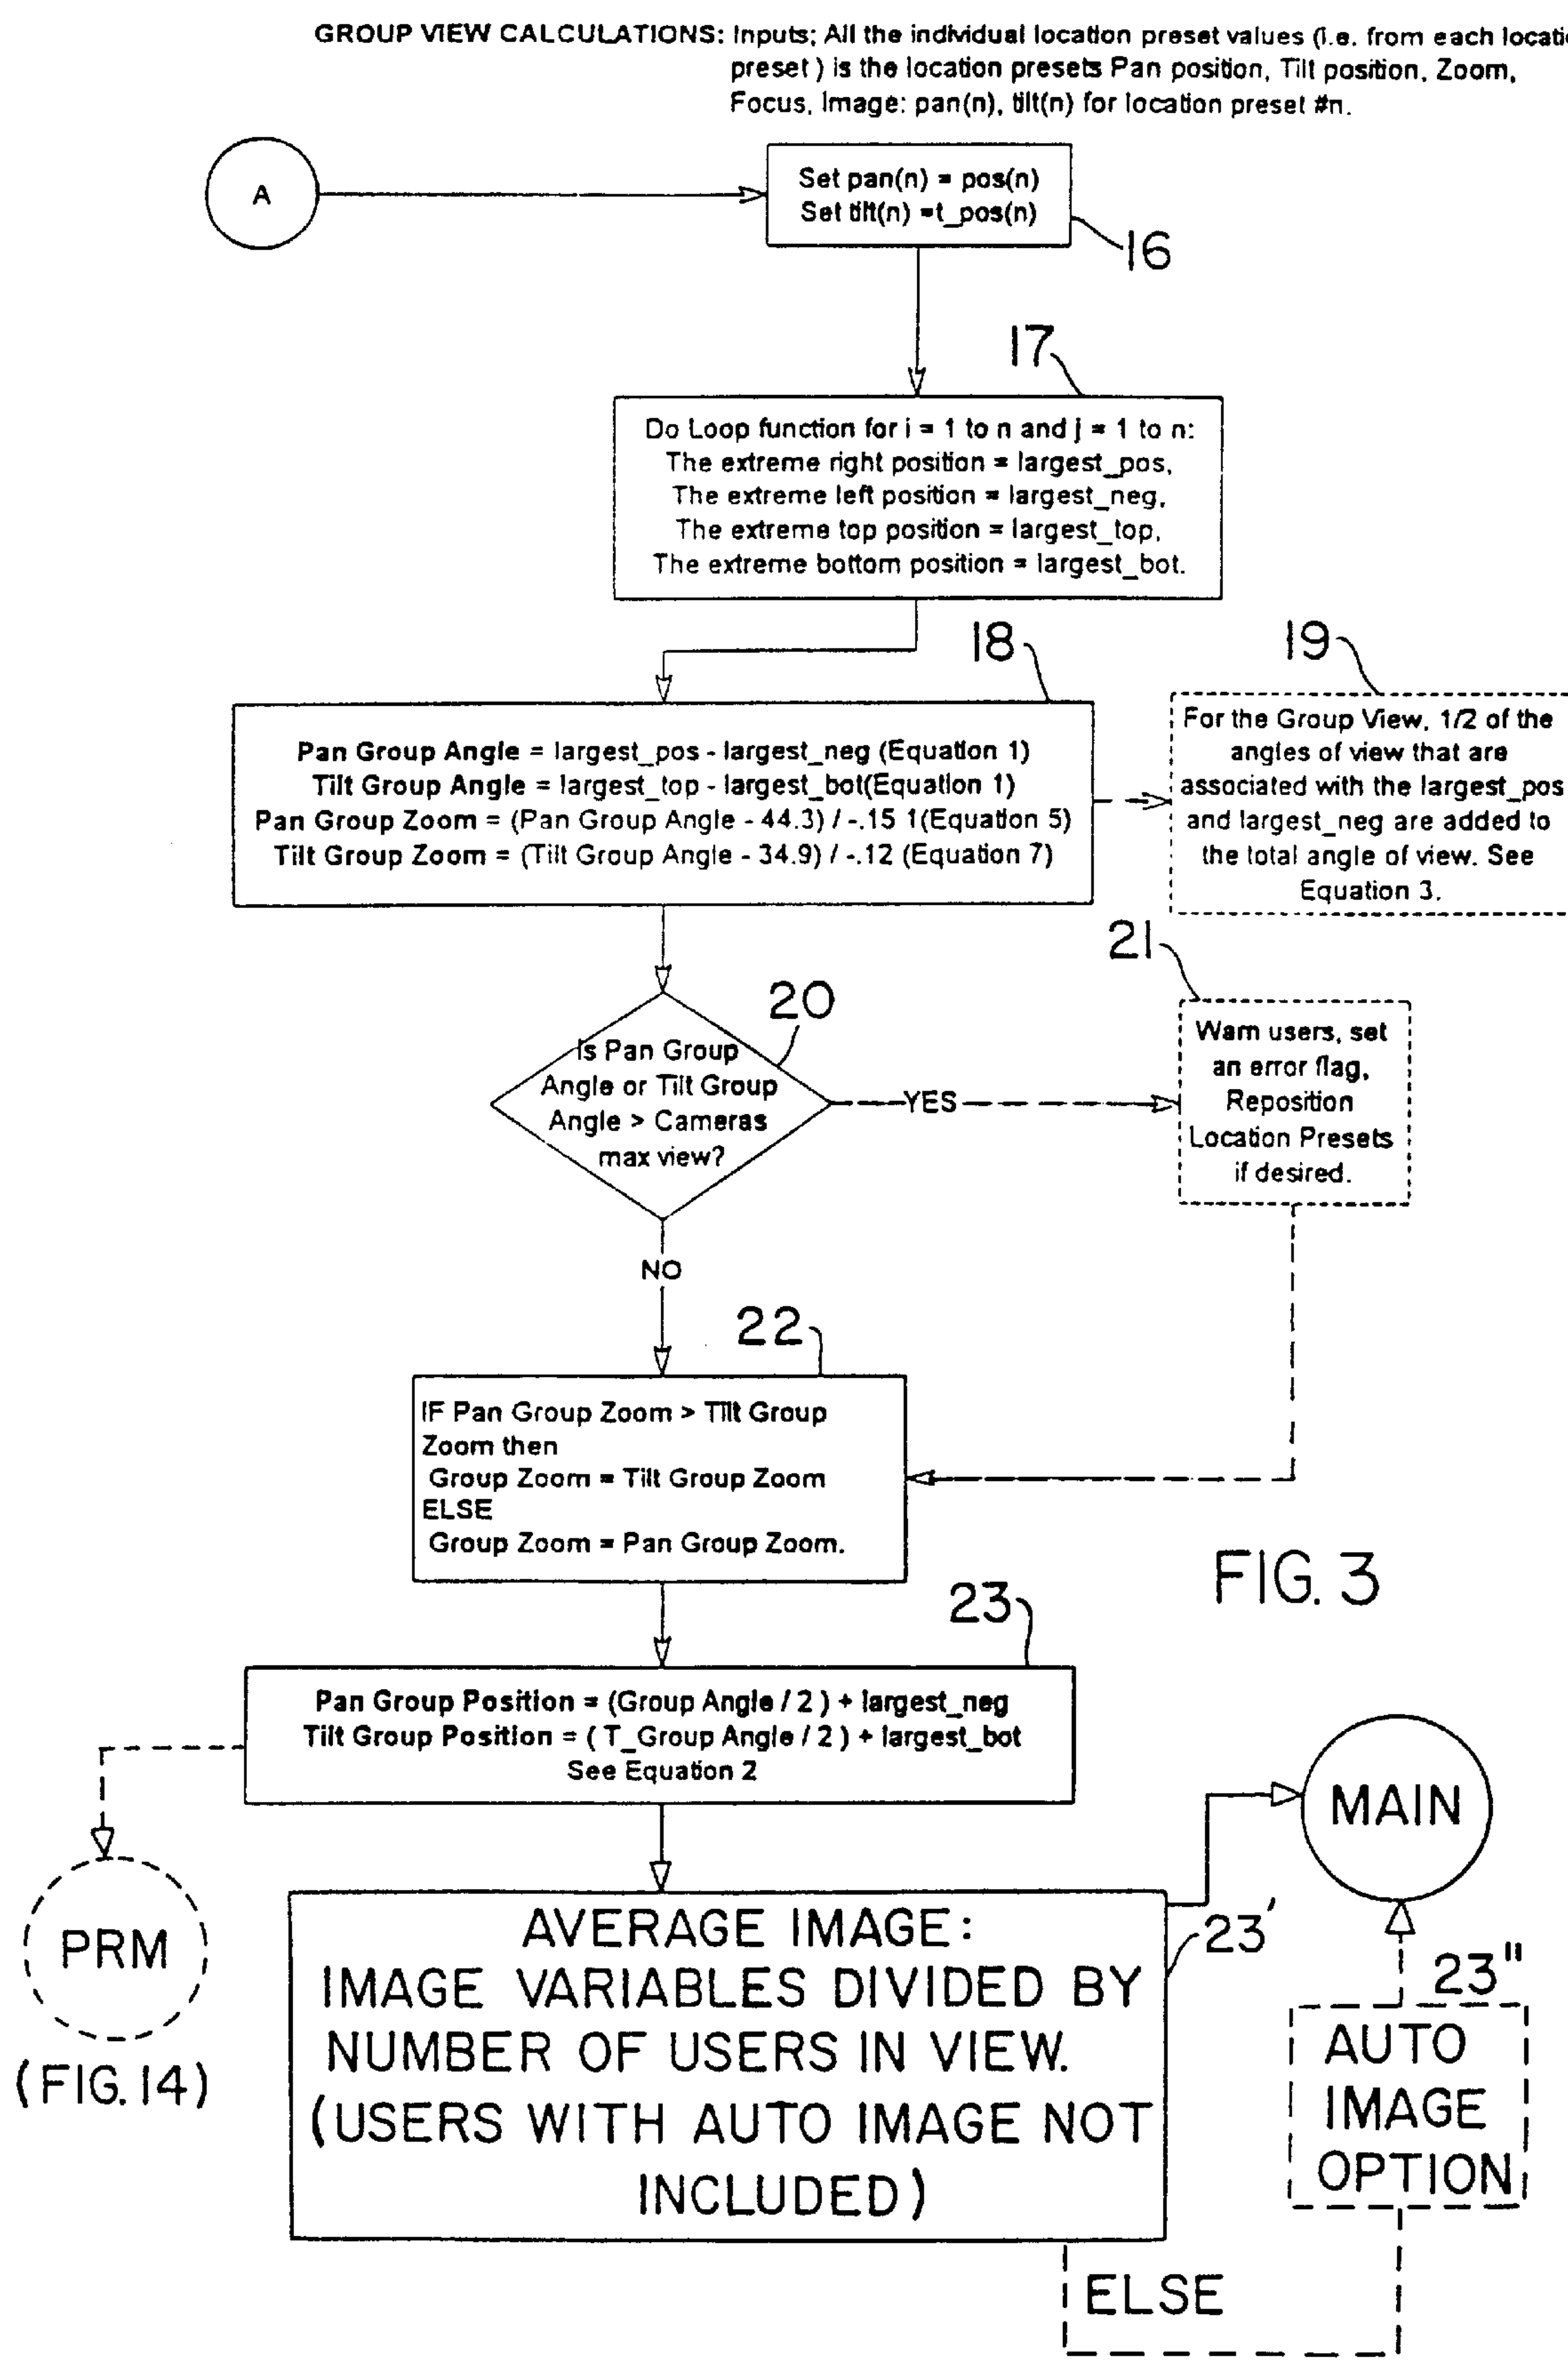 GROUP VIEW CALCULATIONS: Inputs; All the individual location preset values (i.e. from each locati
preset ) is the location presets Pan position, Tilt position, Zoom,
Focus, Image: pan(n), tilt(n) for location preset #n.
A
Set pan(n) = pos(n)
Set tilt(n) =t_pos(n)
16
17
Do Loop function for i = 1 to n and j = 1 to n:
The extreme right position = largest_pos,
The extreme left position = largest_neg,
The extreme top position = largest_top,
The extreme bottom position = largest_bot.
18
19
Pan Group Angle = largest_pos - largest_neg (Equation 1)
Tilt Group Angle = largest_top - largest_bot(Equation 1)
Pan Group Zoom = (Pan Group Angle - 44.3) / -.15 1(Equation 5)
Tilt Group Zoom = (Tilt Group Angle - 34.9) / -.12 (Equation 7)
For the Group View, 1/2 of the
angles of view that are
associated with the largest_pos
and largest_neg are added to
the total angle of view. See
Equation 3.
20
21
Is Pan Group
Angle or Tilt Group
Angle > Cameras
max view?
YES
Warn users, set
an error flag,
Reposition
Location Presets
if desired.
NO
22
IF Pan Group Zoom > Tilt Group
Zoom then
Group Zoom = Tilt Group Zoom
ELSE
Group Zoom = Pan Group Zoom.
FIG. 3
23
Pan Group Position = (Group Angle / 2 ) + largest_neg
Tilt Group Position = ( T_Group Angle / 2 ) + largest_bot
See Equation 2
MAIN
PRM
(FIG. 14)
AVERAGE IMAGE:
IMAGE VARIABLES DIVIDED BY
NUMBER OF USERS IN VIEW.
(USERS WITH AUTO IMAGE NOT
INCLUDED)
23'
23"
AUTO
IMAGE
OPTION
ELSE